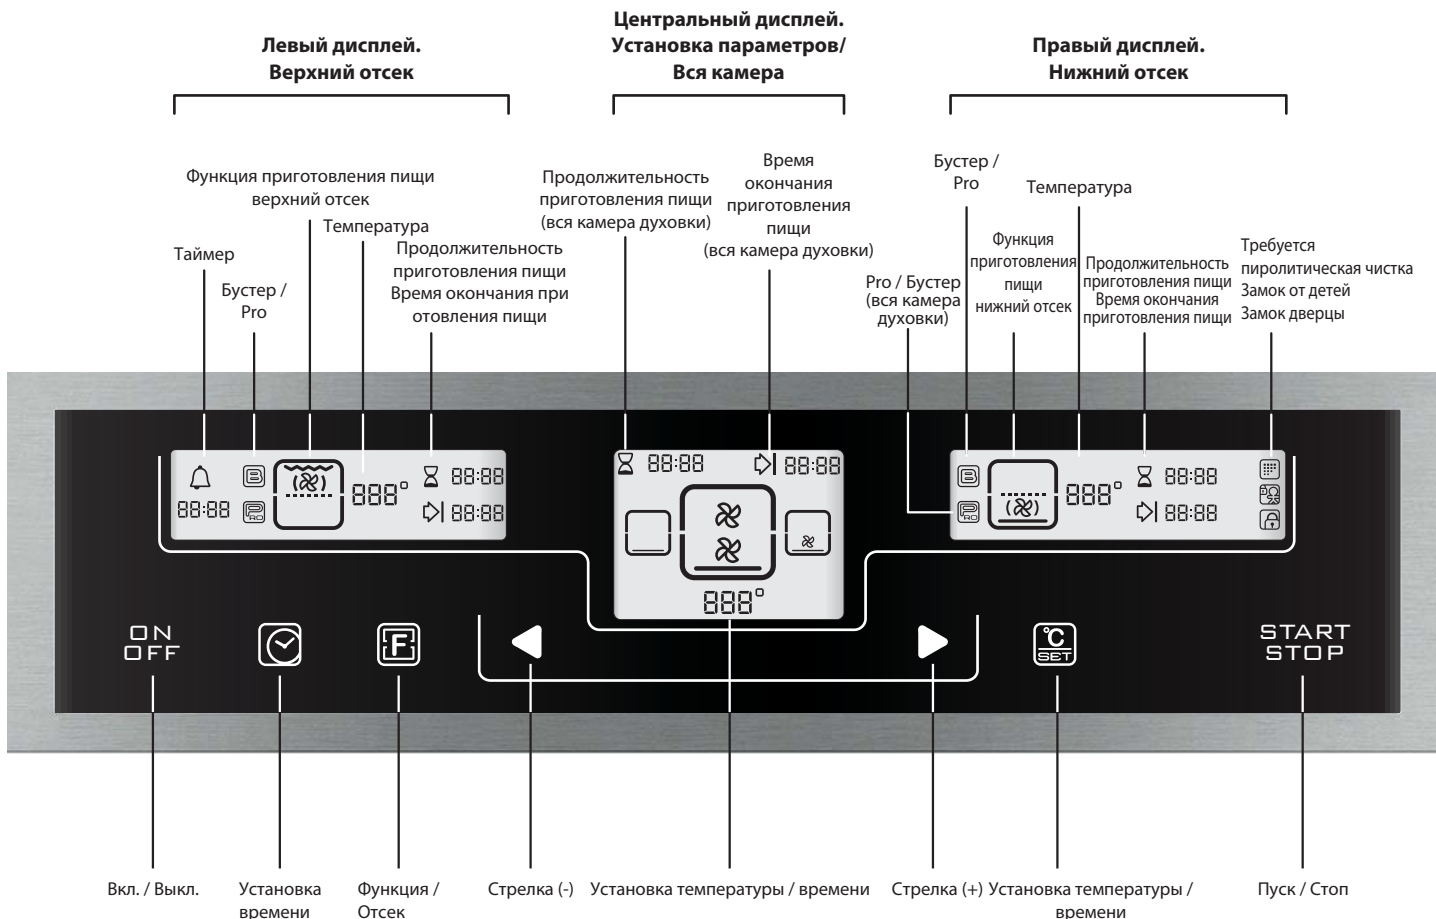 Левый дисплей.
Верхний отсек
Центральный дисплей.
Установка параметров/
Вся камера
Правый дисплей.
Нижний отсек
Функция приготовления пищи
верхний отсек
Таймер
Бустер /
Pro
Температура
Продолжительность
приготовления пищи
Время окончания при
отовления пищи
Продолжительность
приготовления пищи
(вся камера духовки)
Время
окончания
приготовления
пищи
(вся камера духовки)
Pro / Бустер
(вся камера
духовки)
Бустер /
Pro
Функция
приготовления
пищи
нижний отсек
Температура
Продолжительность
приготовления пищи
Время окончания
приготовления пищи
Требуется
пиролитическая чистка
Замок от детей
Замок дверцы
88:88
B
PRO
888°
88:88
88:88
88:88
88:88
888°
B
PRO
888°
88:88
88:88
ON
OFF
F
°C
SET
START
STOP
Вкл. / Выкл.
Установка
времени
Функция /
Отсек
Стрелка (-)
Установка температуры / времени
Стрелка (+)
Установка температуры /
времени
Пуск / Стоп